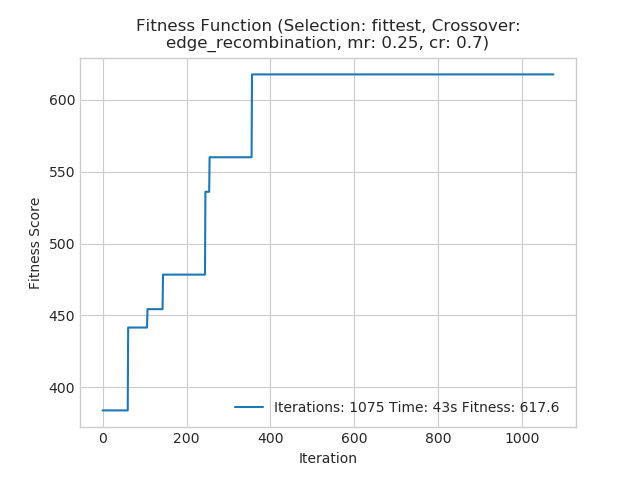 Fitness Function (Selection: fittest, Crossover:
edge_recombination, mr: 0.25, cr: 0.7)
Fitness Score
600
550
500
450
400
Iterations: 1075 Time: 43s Fitness: 617.6
0 200 400 600 800 1000
Iteration